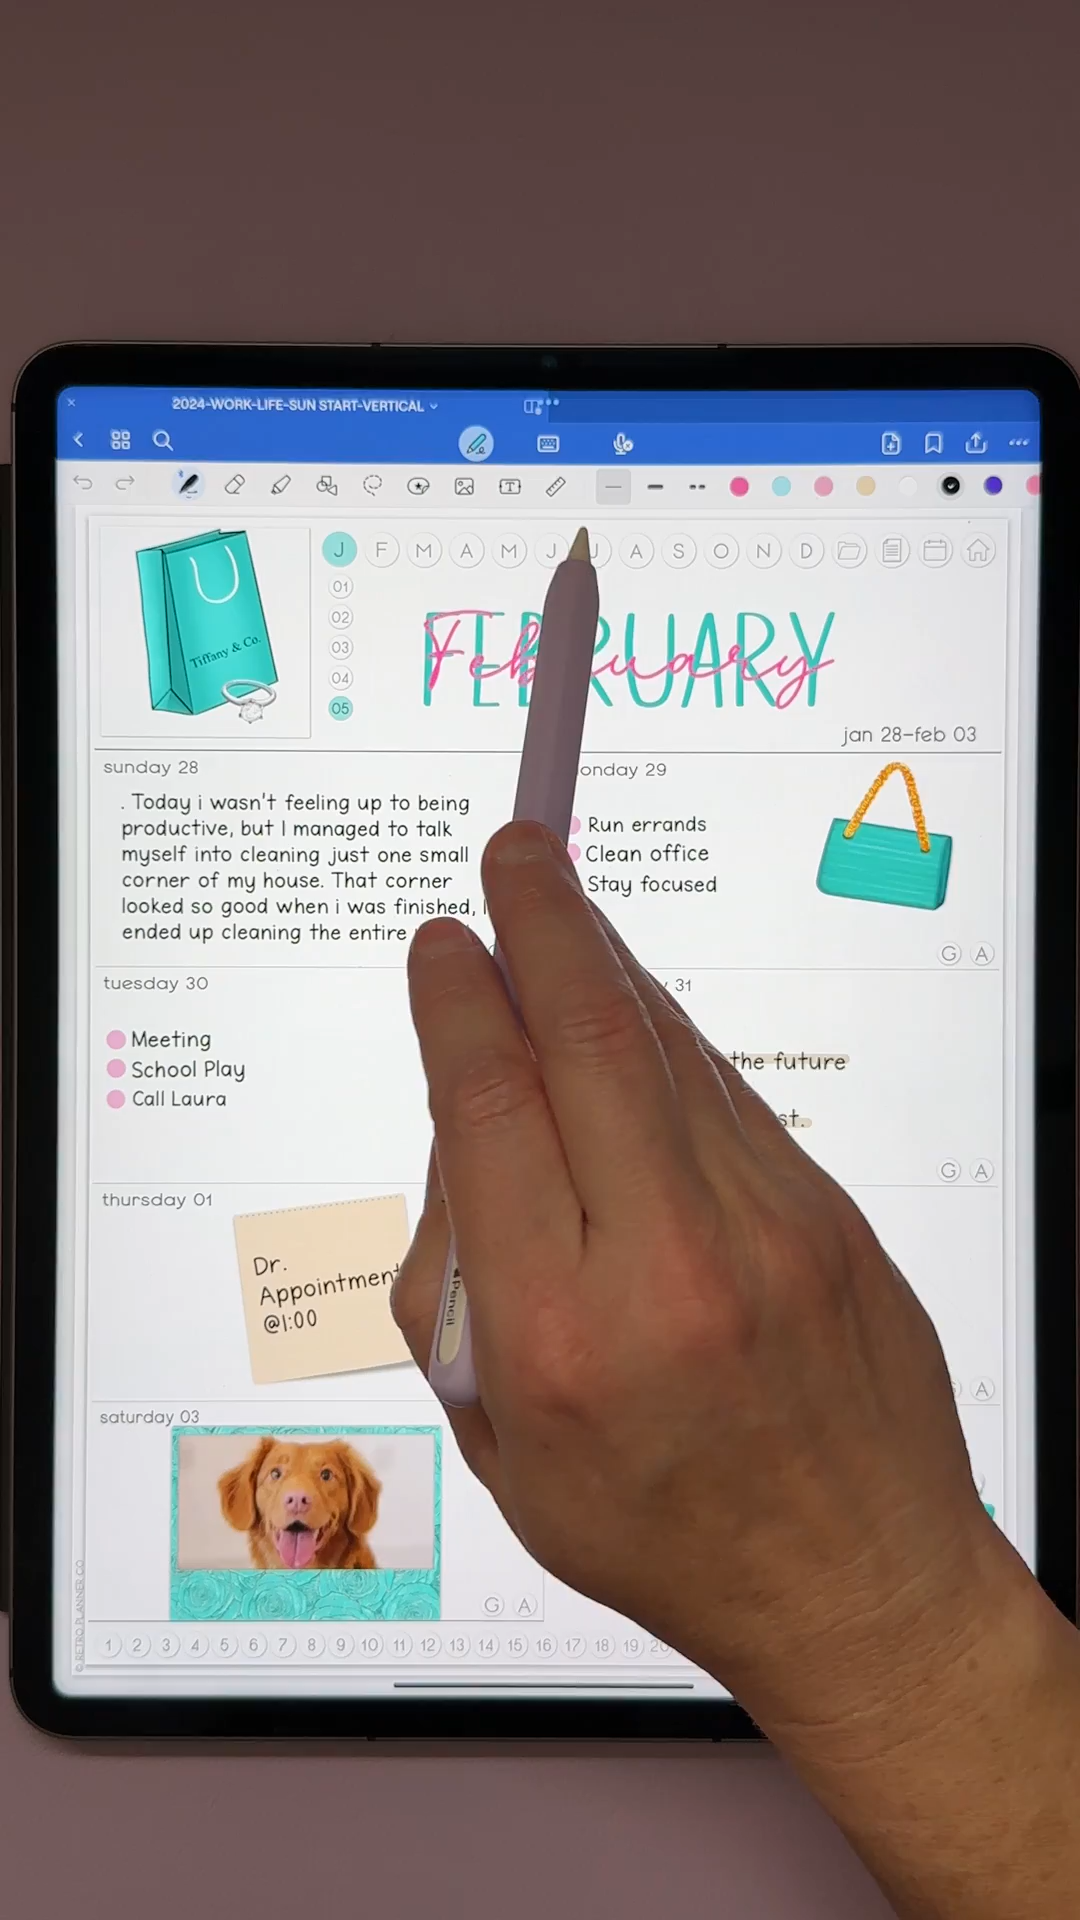 2024-WORK-LIFE-SUN START-VERTICAL
J F M A M J J A S O N D
01
02
03
04
05
Tiffany & Co.
FEBRUARY
February
jan 28-feb 03
sunday 28
. Today i wasn't feeling up to being
productive, but I managed to talk
myself into cleaning just one small
corner of my house. That corner
looked so good when i was finished, I
ended up cleaning the entire
onday 29
Run errands
Clean office
Stay focused
G A
tuesday 30
Meeting
School Play
Call Laura
31
the future
st.
G A
thursday 01
Dr.
Appointment
@1:00
A
Pencil
saturday 03
G A
© RETRO PLANNER CO
1 2 3 4 5 6 7 8 9 10 11 12 13 14 15 16 17 18 19